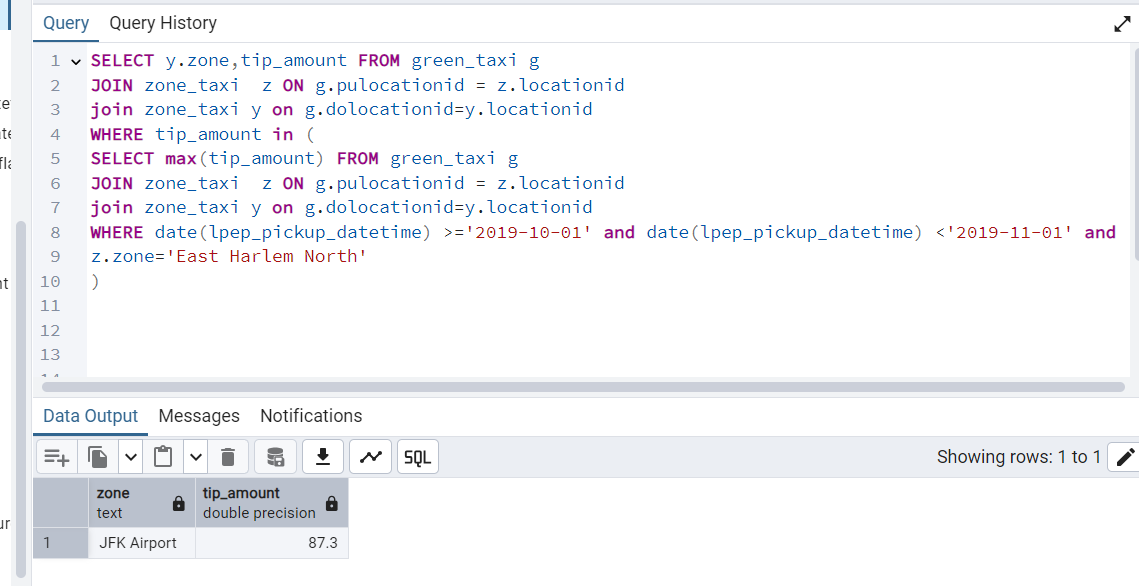 Query Query History
1 SELECT y.zone,tip_amount FROM green_taxi g
2 JOIN zone_taxi  z ON g.pulocationid = z.locationid
3 join zone_taxi y on g.dolocationid=y.locationid
4 WHERE tip_amount in (
5 SELECT max(tip_amount) FROM green_taxi g
6 JOIN zone_taxi  z ON g.pulocationid = z.locationid
7 join zone_taxi y on g.dolocationid=y.locationid
8 WHERE date(lpep_pickup_datetime) >='2019-10-01' and date(lpep_pickup_datetime) <'2019-11-01' and
9 z.zone='East Harlem North'
10 )
11
12
13
Data Output Messages Notifications
SQL Showing rows: 1 to 1
zone tip_amount
text double precision
1 JFK Airport 87.3